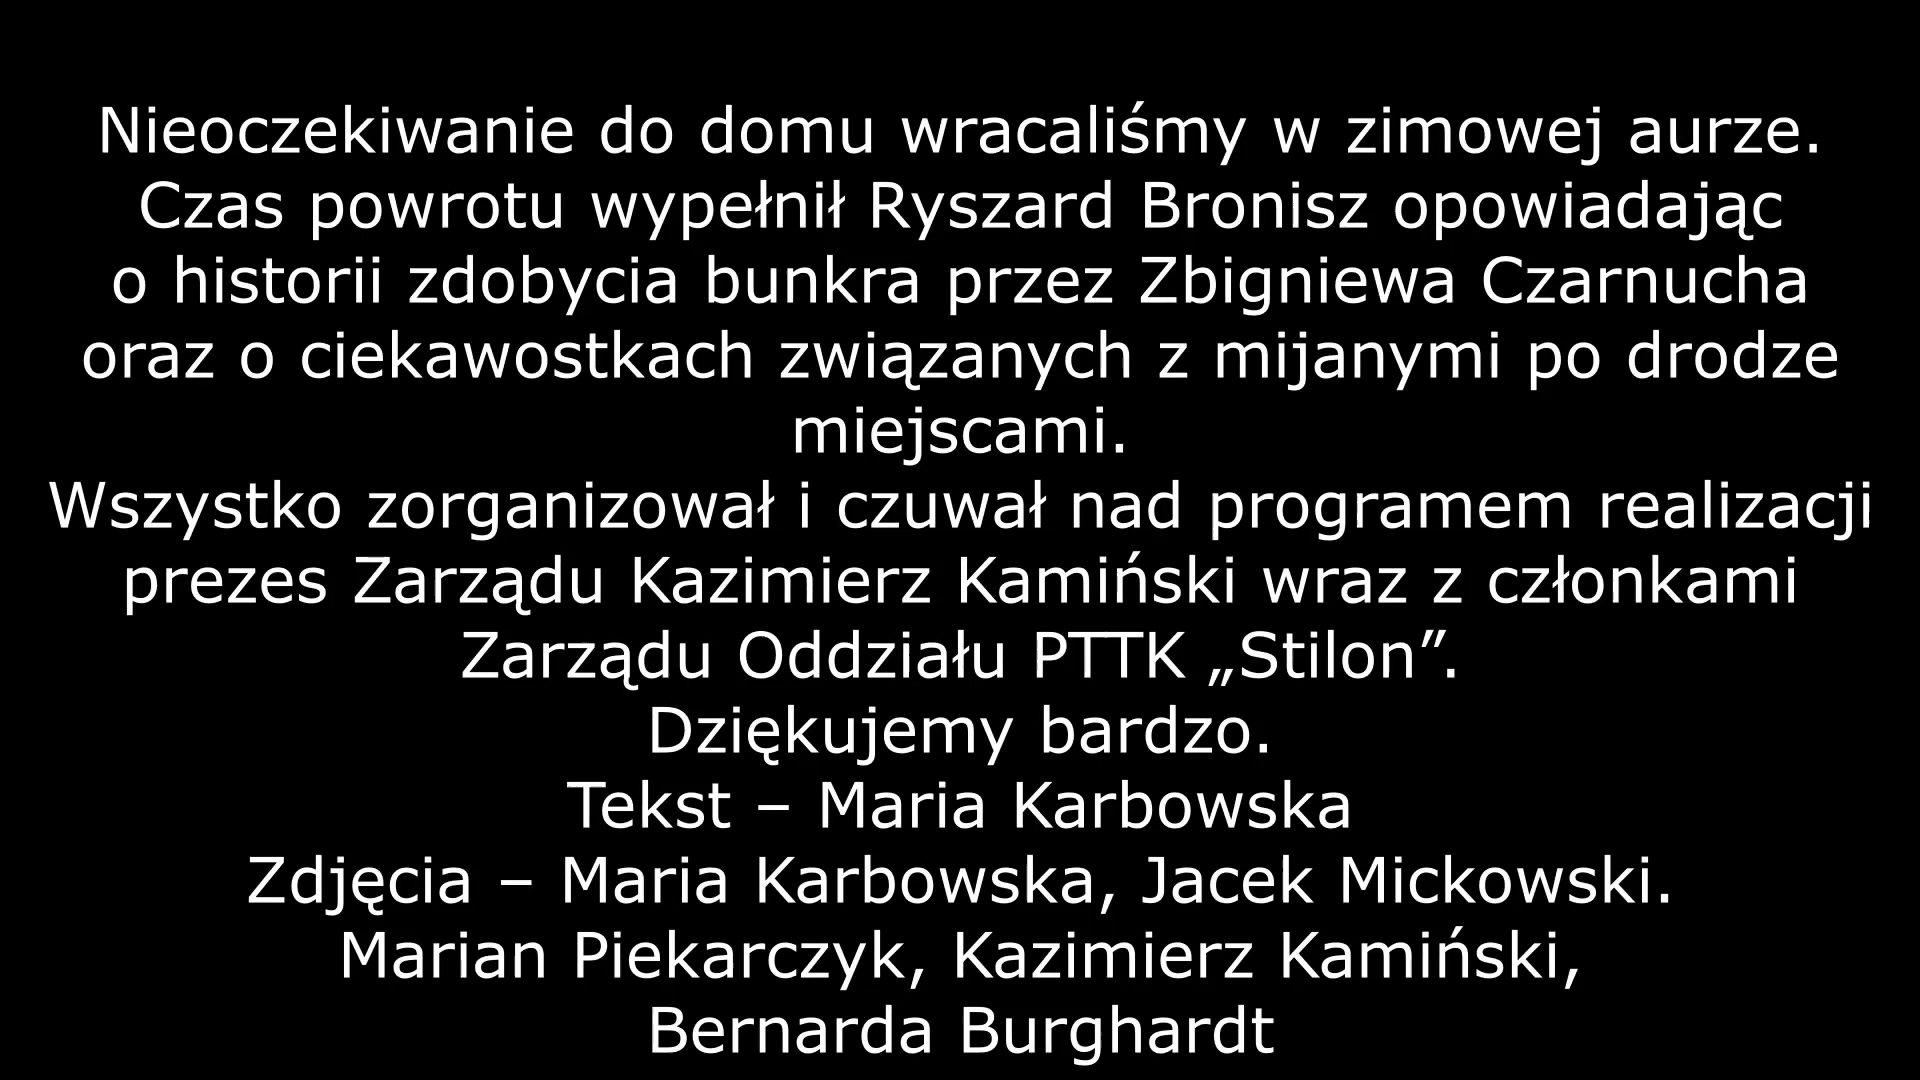 Nieoczekiwanie do domu wracaliśmy w zimowej aurze.
Czas powrotu wypełnił Ryszard Bronisz opowiadając
o historii zdobycia bunkra przez Zbigniewa Czarnucha
oraz o ciekawostkach związanych z mijanymi po drodze
miejscami.
Wszystko zorganizował i czuwał nad programem realizacji
prezes Zarządu Kazimierz Kamiński wraz z członkami
Zarządu Oddziału PTTK „Stilon”.
Dziękujemy bardzo.
Tekst – Maria Karbowska
Zdjęcia – Maria Karbowska, Jacek Mickowski.
Marian Piekarczyk, Kazimierz Kamiński,
Bernarda Burghardt